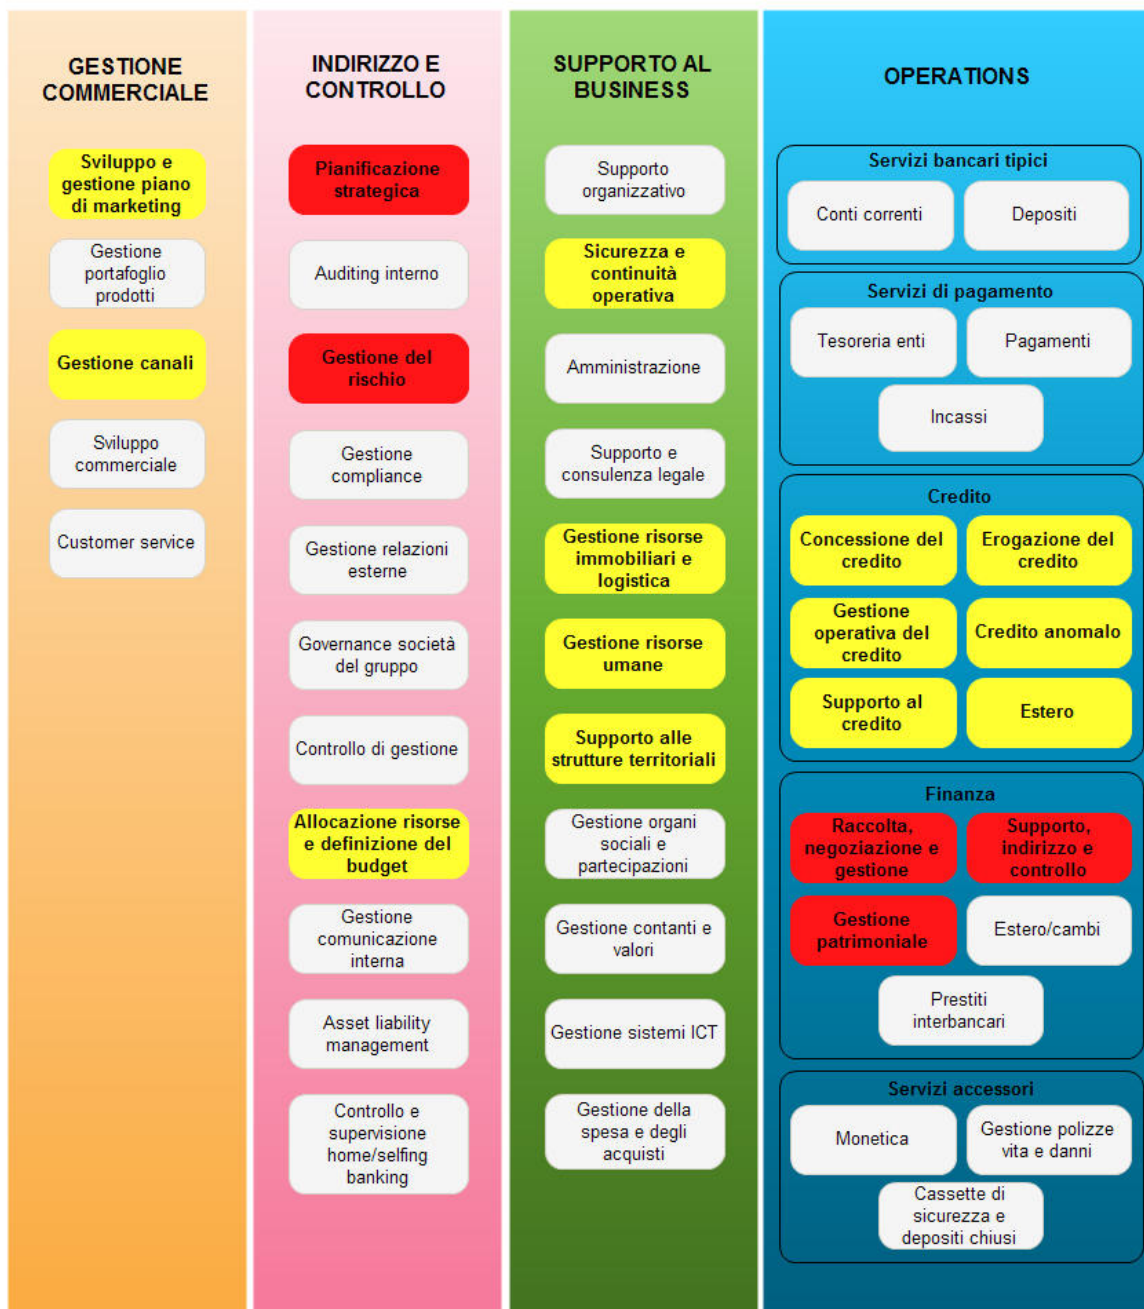 GESTIONE
COMMERCIALE
Sviluppo e
gestione piano
di marketing
Gestione
portafoglio
prodotti
Gestione canali
Sviluppo
commerciale
Customer service
INDIRIZZO E
CONTROLLO
Pianificazione
strategica
Auditing interno
Gestione del
rischio
Gestione
compliance
Gestione relazioni
esterne
Governance società
del gruppo
Controllo di gestione
Allocazione risorse
e definizione del
budget
Gestione
comunicazione
interna
Asset liability
management
Controllo e
supervisione
home/selfing
banking
SUPPORTO AL
BUSINESS
Supporto
organizzativo
Sicurezza e
continuità
operativa
Amministrazione
Supporto e
consulenza legale
Gestione risorse
immobiliari e
logistica
Gestione risorse
umane
Supporto alle
strutture territoriali
Gestione organi
sociali e
partecipazioni
Gestione contanti e
valori
Gestione sistemi ICT
Gestione della
spesa e degli
acquisti
OPERATIONS
Servizi bancari tipici
Conti correnti
Depositi
Servizi di pagamento
Tesoreria enti
Pagamenti
Incassi
Credito
Concessione del
credito
Erogazione del
credito
Gestione
operativa del
credito
Credito anomalo
Supporto al
credito
Estero
Finanza
Raccolta,
negoziazione e
gestione
Supporto,
indirizzo e
controllo
Gestione
patrimoniale
Estero/cambi
Prestiti
interbancari
Servizi accessori
Monetica
Gestione polizze
vita e danni
Cassette di
sicurezza e
depositi chiusi